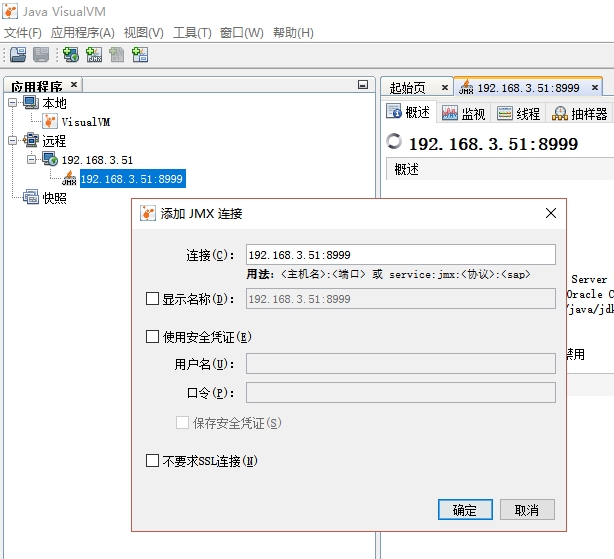 Java VisualVM
文件(F) 应用程序(A) 视图(V) 工具(T) 窗口(W) 帮助(H)
应用程序 ×
本地
VisualVM
远程
192.168.3.51
192.168.3.51:8999
快照
起始页 × 192.168.3.51:8999 ×
概述 监视 线程 抽样器
192.168.3.51:8999
概述
Server
Oracle C
/java/jdk
禁用
添加 JMX 连接
连接(C): 192.168.3.51:8999
用法: <主机名>:<端口> 或 service:jmx:<协议>:<sap>
显示名称(D): 192.168.3.51:8999
使用安全凭证(E)
用户名(U):
口令(P):
保存安全凭证(S)
不要求SSL连接(N)
确定 取消